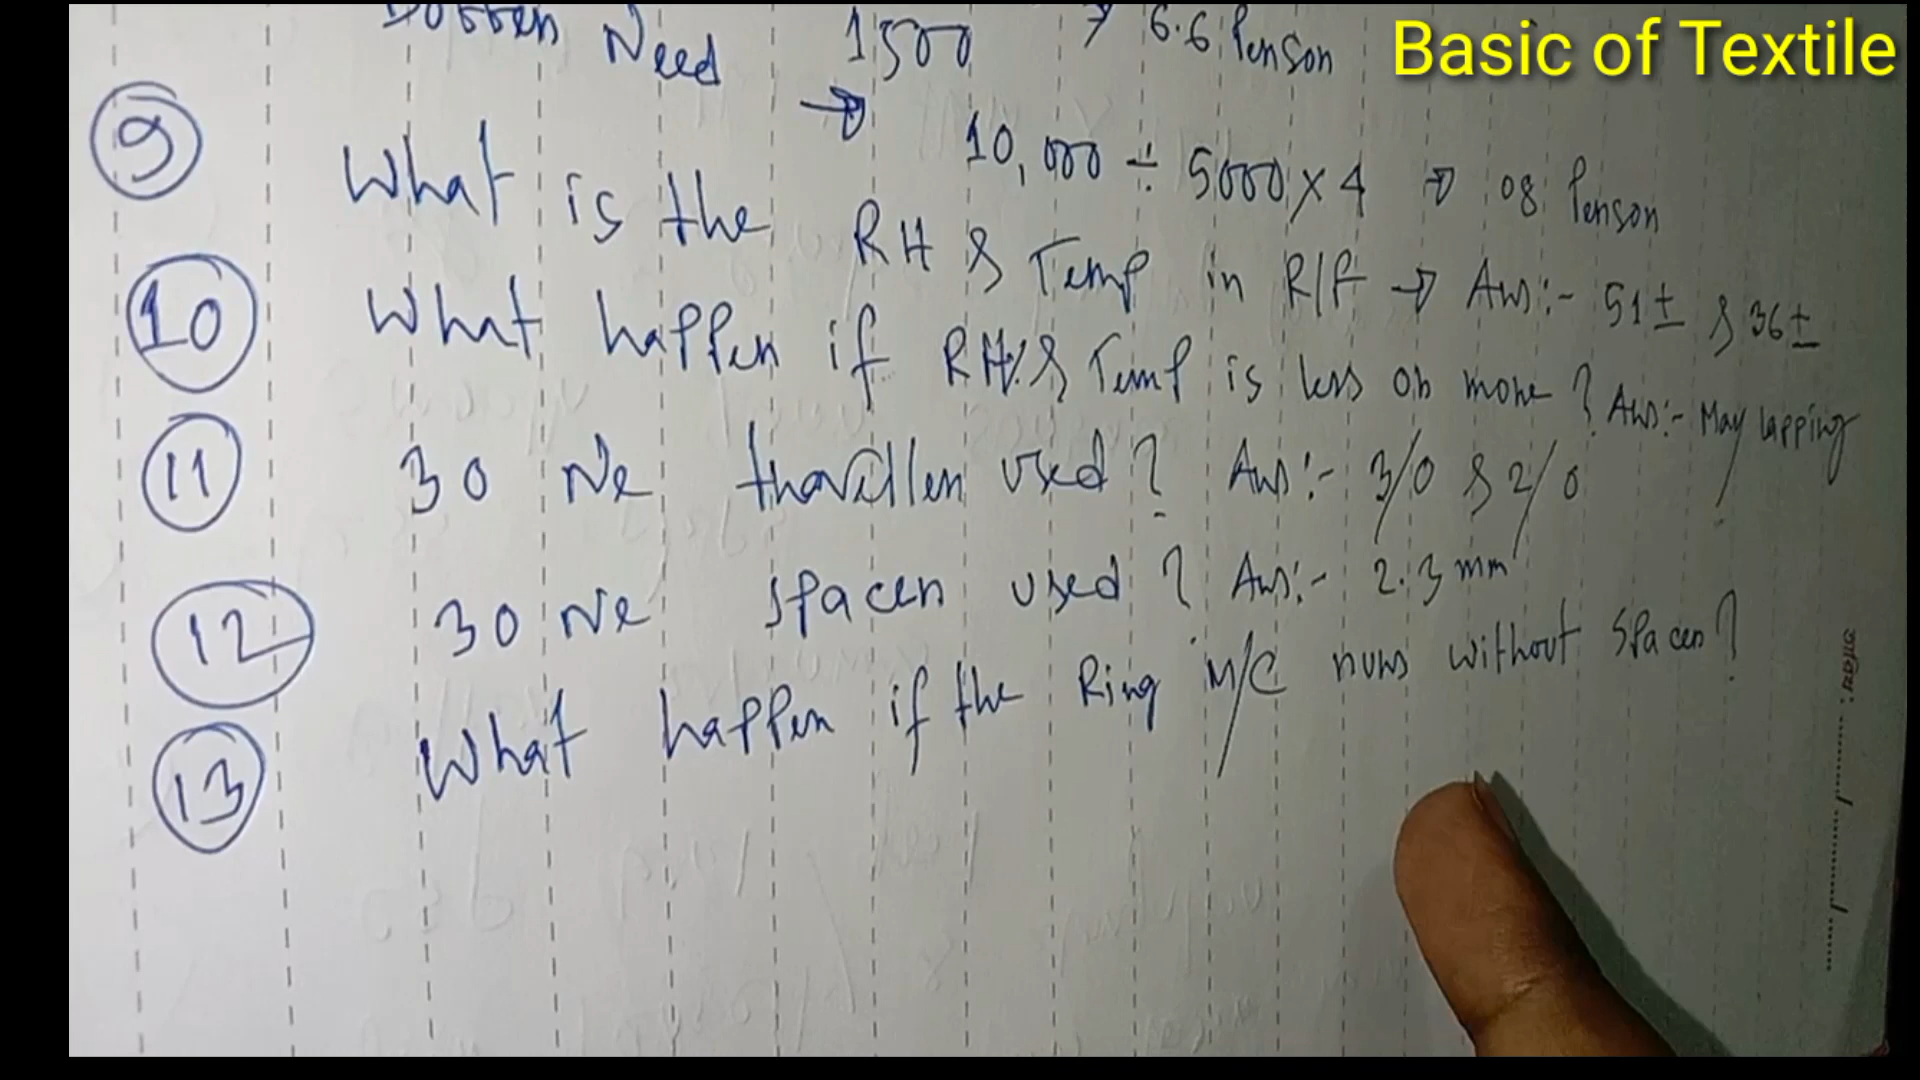 Basic of Textile
Doffer Need 1500 → 6.6 Person
→ 10,000 ÷ 5000 x 4 → 08 Person
9 What is the RH & Temp in R/F → Ans:- 51± & 36±
10 What happen if RH% & Temp is less or more? Ans:- May lapping
11 30 Ne traveller used? Ans:- 3/0 & 2/0
12 30 Ne spacer used? Ans:- 2.3 mm
13 What happen if the Ring M/C runs without spacer?